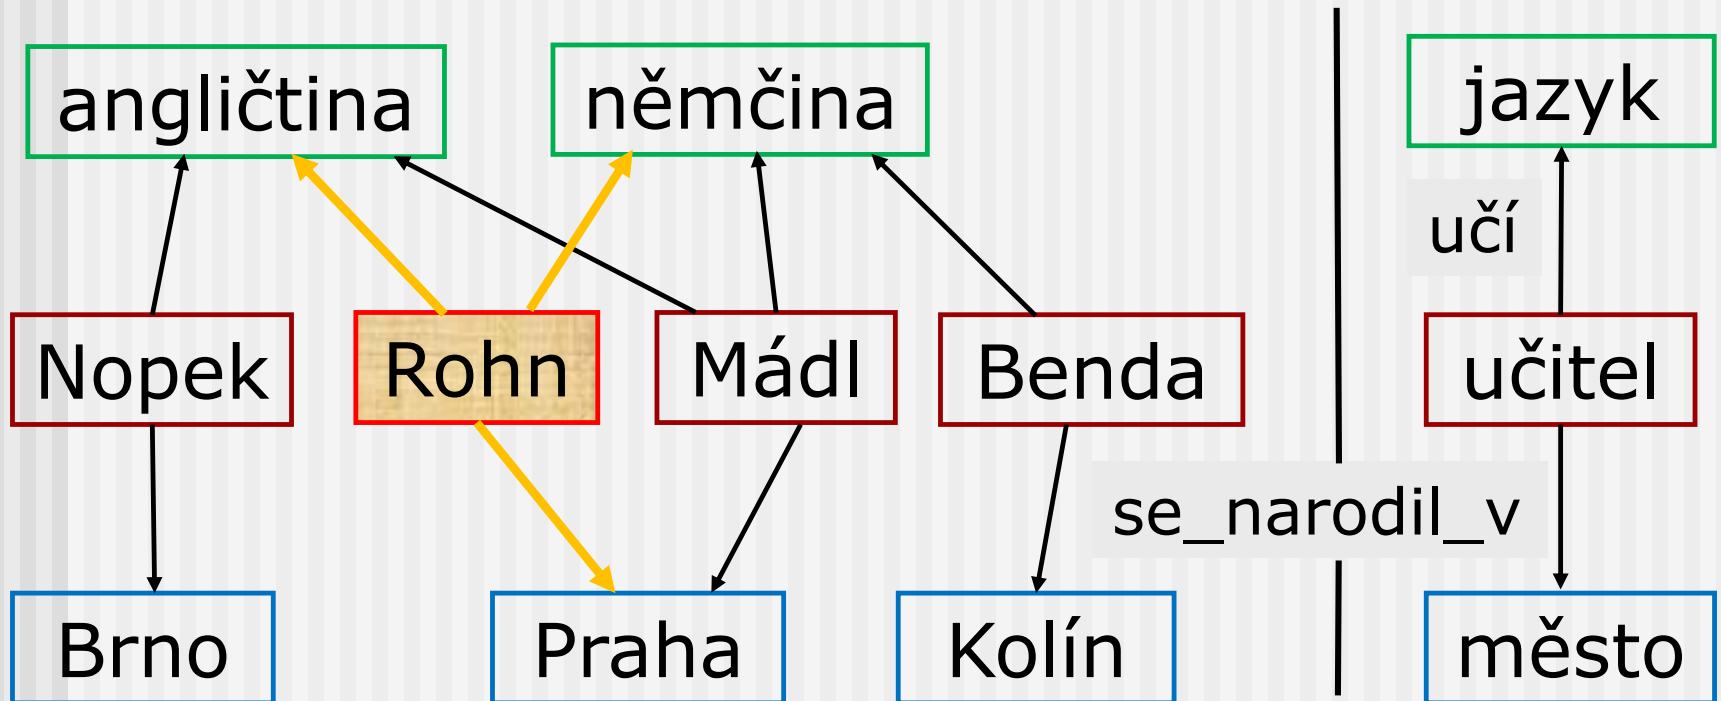 angličtina němčina jazyk
učí
Nopek Rohn Mádl Benda učitel
se_narodil_v
Brno Praha Kolín město